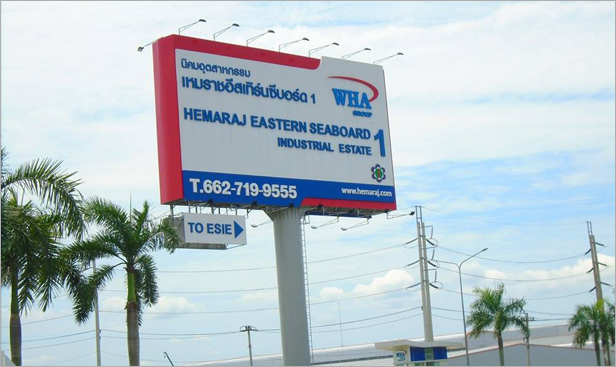 นิคมอุตสาหกรรม
เหมราชอีสเทิร์นซีบอร์ด 1
WHA
GROUP
HEMARAJ EASTERN SEABOARD 1
INDUSTRIAL ESTATE
T.662-719-9555
www.hemaraj.com
TO ESIE
WHA